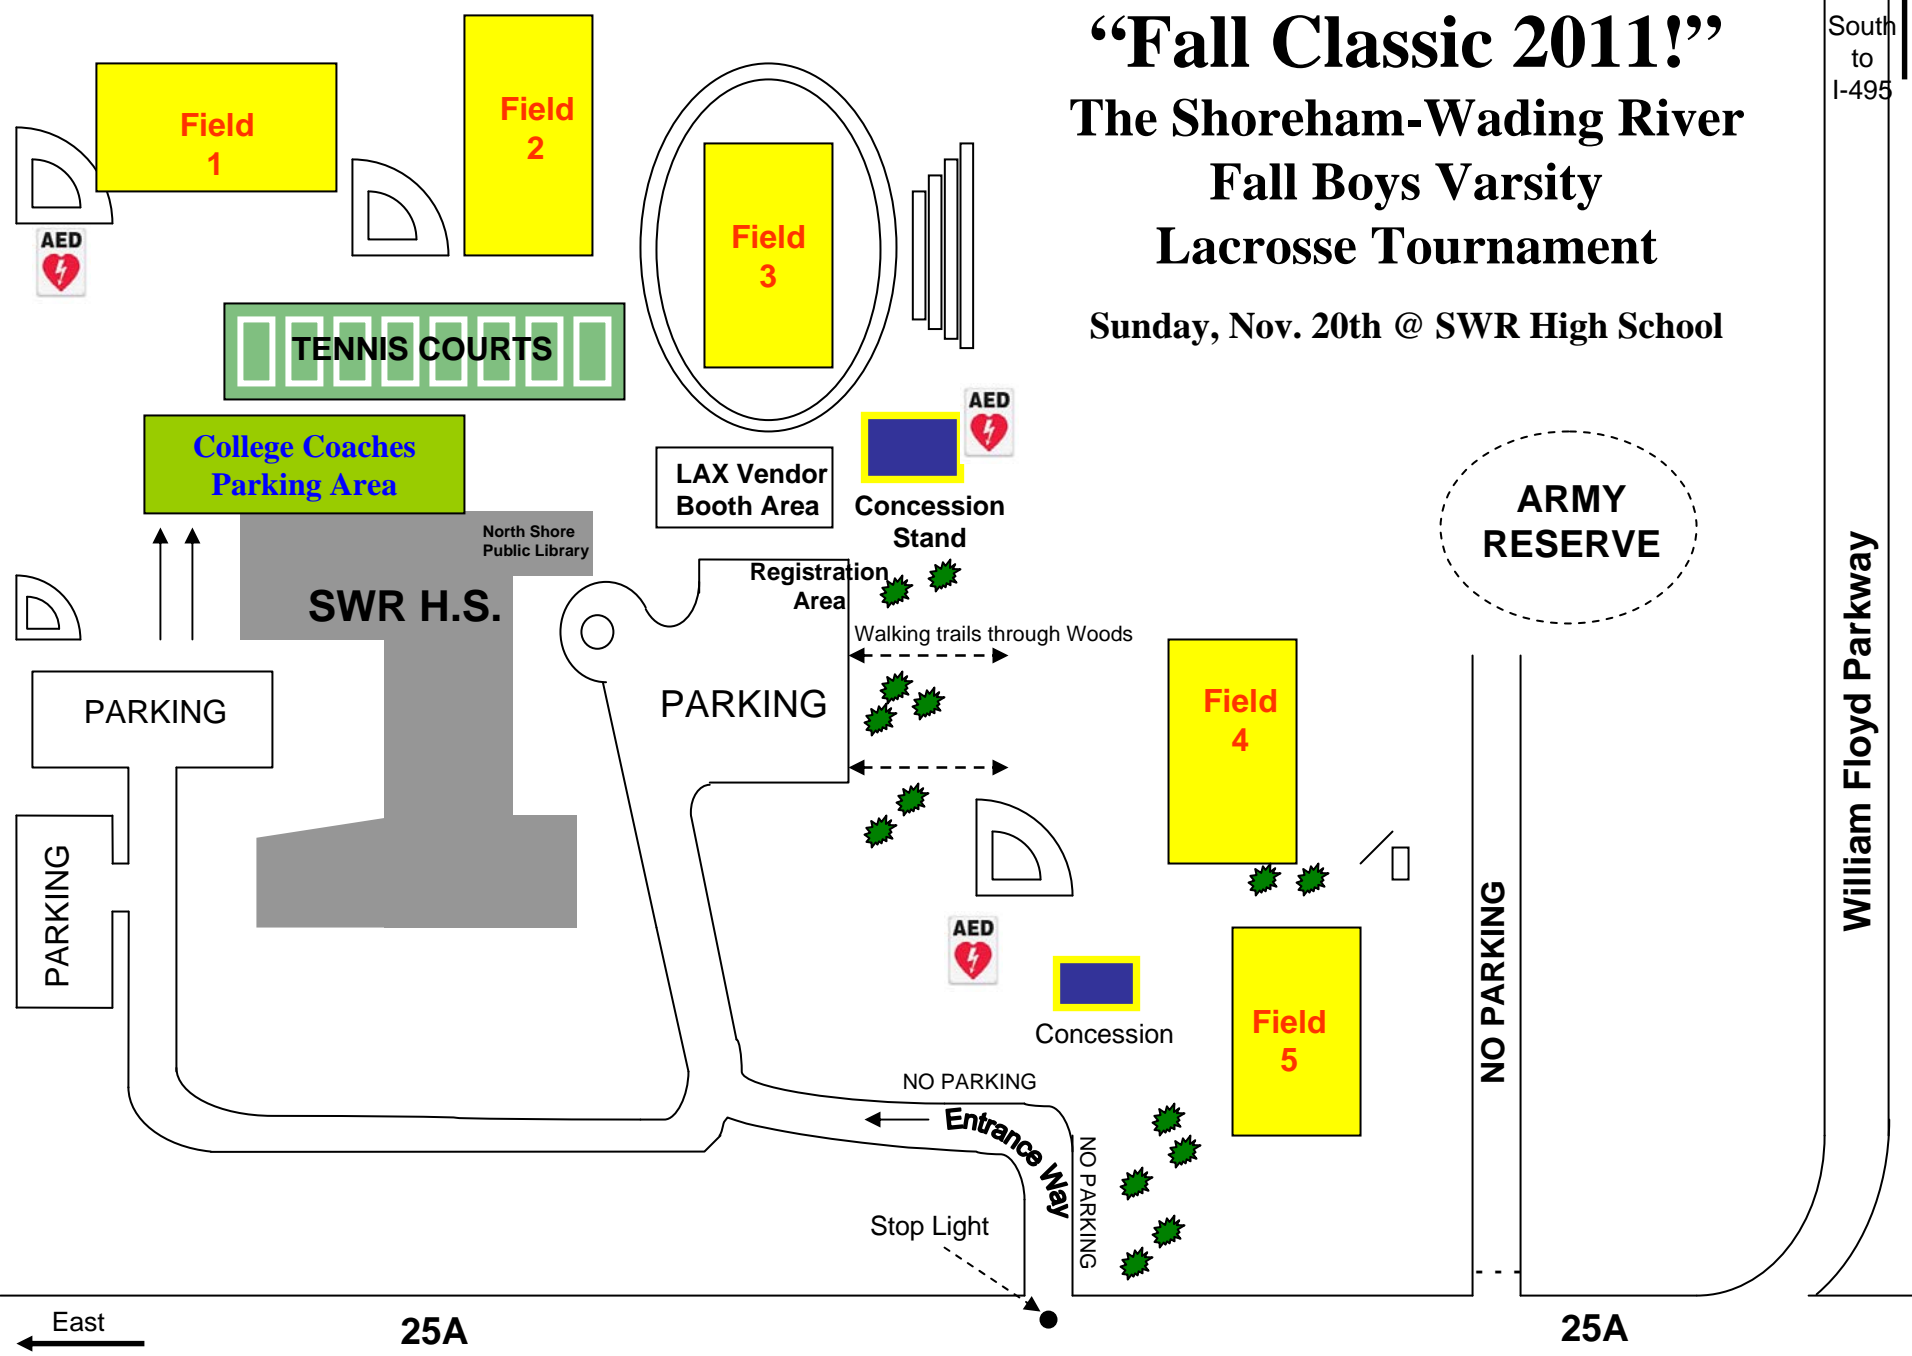 “Fall Classic 2011!”
The Shoreham-Wading River
Fall Boys Varsity
Lacrosse Tournament
Sunday, Nov. 20th @ SWR High School
South
to
I-495
Field
1
Field
2
Field
3
AED
TENNIS COURTS
College Coaches
Parking Area
AED
LAX Vendor
Booth Area
Concession
Stand
North Shore
Public Library
SWR H.S.
Registration
Area
Walking trails through Woods
ARMY
RESERVE
William Floyd Parkway
PARKING
PARKING
PARKING
Field
4
AED
Concession
Field
5
NO PARKING
NO PARKING
Entrance Way
NO PARKING
Stop Light
East
25A
25A